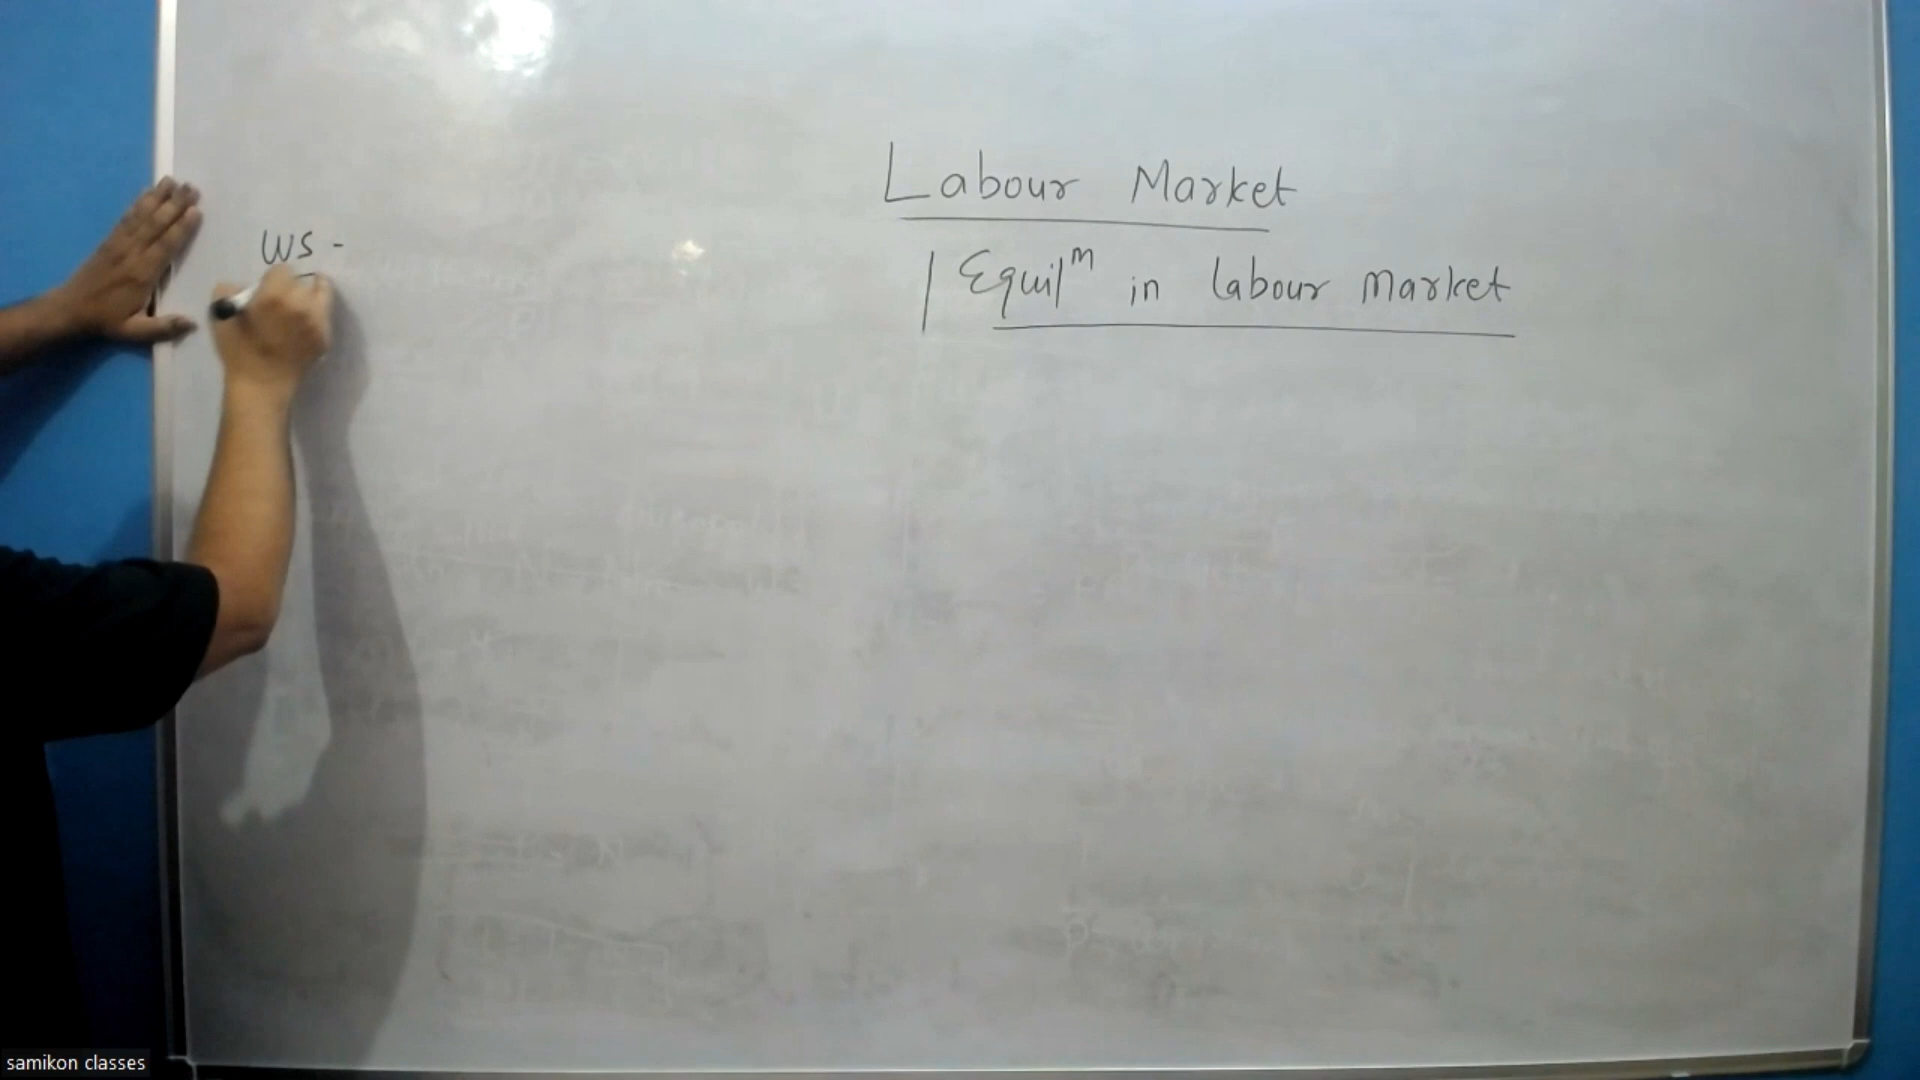 Labour Market
WS -
Equilᵐ in labour market
samikon classes